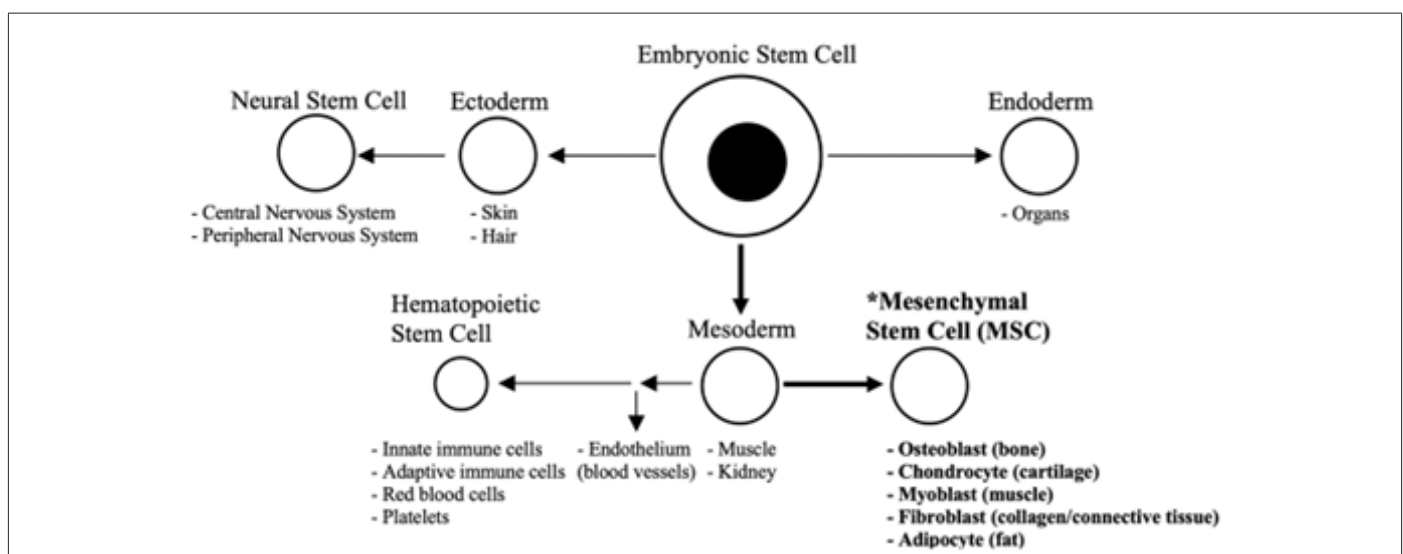 Embryonic Stem Cell
Neural Stem Cell
Ectoderm
Endoderm
- Central Nervous System
- Peripheral Nervous System
- Skin
- Hair
- Organs
Hematopoietic
Stem Cell
Mesoderm
*Mesenchymal
Stem Cell (MSC)
- Innate immune cells
- Adaptive immune cells
- Red blood cells
- Platelets
- Endothelium
(blood vessels)
- Muscle
- Kidney
- Osteoblast (bone)
- Chondrocyte (cartilage)
- Myoblast (muscle)
- Fibroblast (collagen/connective tissue)
- Adipocyte (fat)